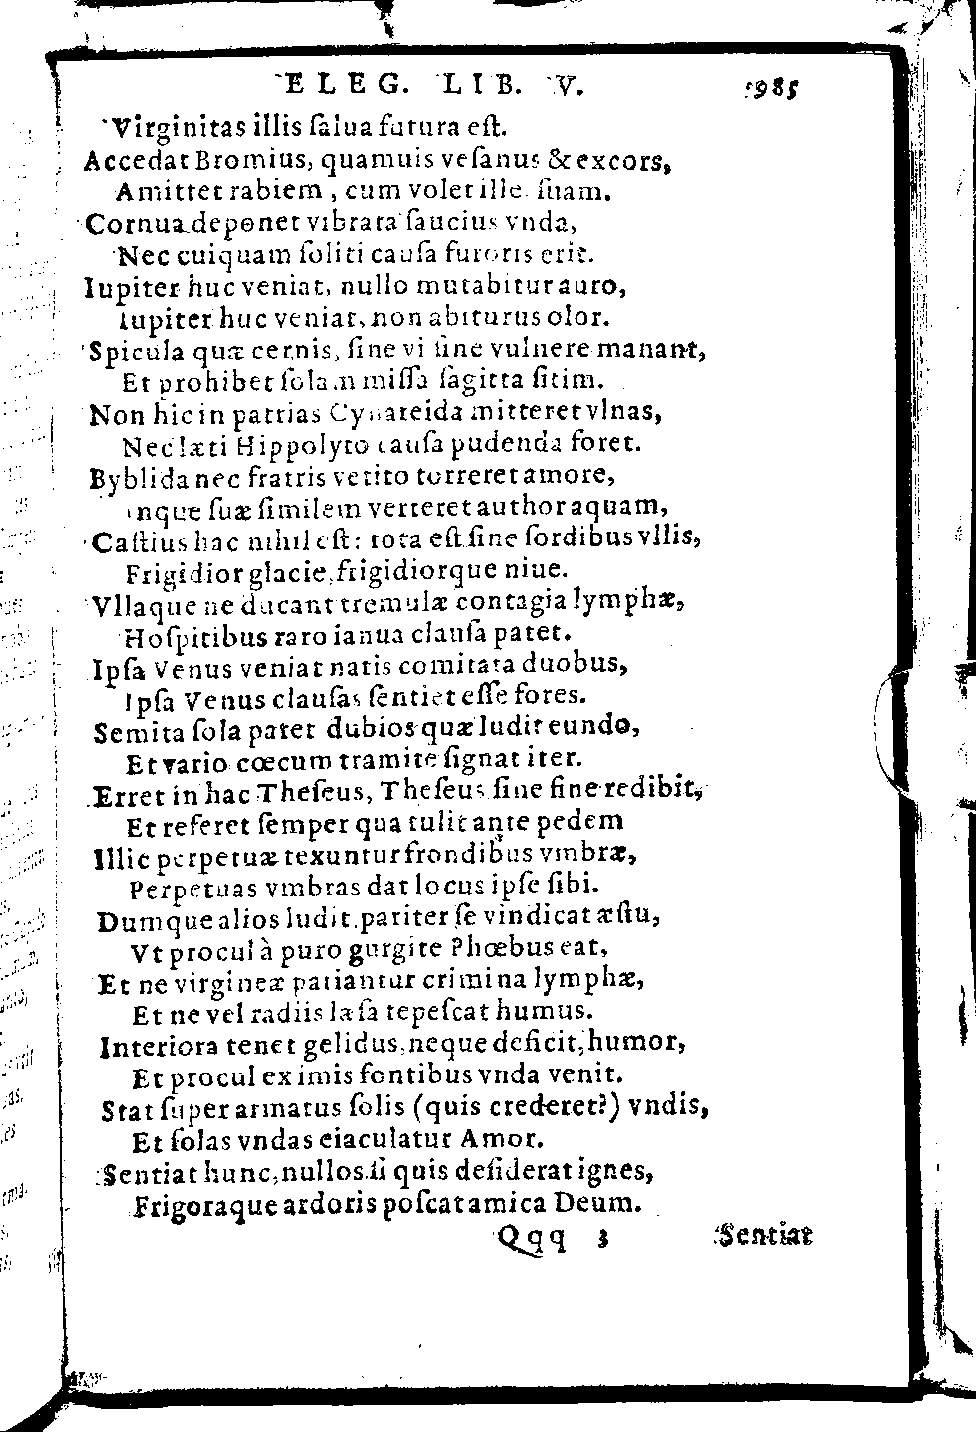 ELEG. LIB. V. 985
Virginitas illis ſalua futura eſt.
Accedat Bromius, quamuis veſanus & excors,
Amittet rabiem, cum volet ille ſuam.
Cornua deponet vibrata ſaucius vnda,
Nec cuiquam ſoliti cauſa furoris erit.
Iupiter huc veniat, nullo mutabitur auro,
Iupiter huc veniat, non abiturus olor.
Spicula quæ cernis, ſine vi ſine vulnere manant,
Et prohibet ſolam miſſa ſagitta ſitim.
Non hic in patrias Cynareida mitteret vlnas,
Nec læti Hippolyto cauſa pudenda foret.
Byblida nec fratris vetito torreret amore,
inque ſuæ ſimilem verteret author aquam,
Caſtius hac nihil eſt: tota eſt ſine ſordibus vllis,
Frigidior glacie, frigidiorque niue.
Vllaque ne ducant tremulæ contagia lymphæ,
Hoſpitibus raro ianua clauſa patet.
Ipſa Venus veniat natis comitata duobus,
Ipſa Venus clauſas ſentiet eſſe fores.
Semita ſola patet dubios quæ ludit eundo,
Et vario cœcum tramite ſignat iter.
Erret in hac Theſeus, Theſeus ſine fine redibit,
Et referet ſemper qua tulit ante pedem
Illic perpetuæ texuntur frondibus vmbræ,
Perpetuas vmbras dat locus ipſe ſibi.
Dumque alios ludit, pariter ſe vindicat æſtu,
Vt procul à puro gurgite Phœbus eat,
Et ne virgineæ patiantur crimina lymphæ,
Et ne vel radiis læſa tepeſcat humus.
Interiora tenet gelidus, neque deficit, humor,
Et procul ex imis fontibus vnda venit.
Stat ſuper armatus ſolis (quis crederet?) vndis,
Et ſolas vndas eiaculatur Amor.
Sentiat hunc, nullos ſi quis deſiderat ignes,
Frigoraque ardoris poſcat amica Deum.
Qqq 3 Sentiat